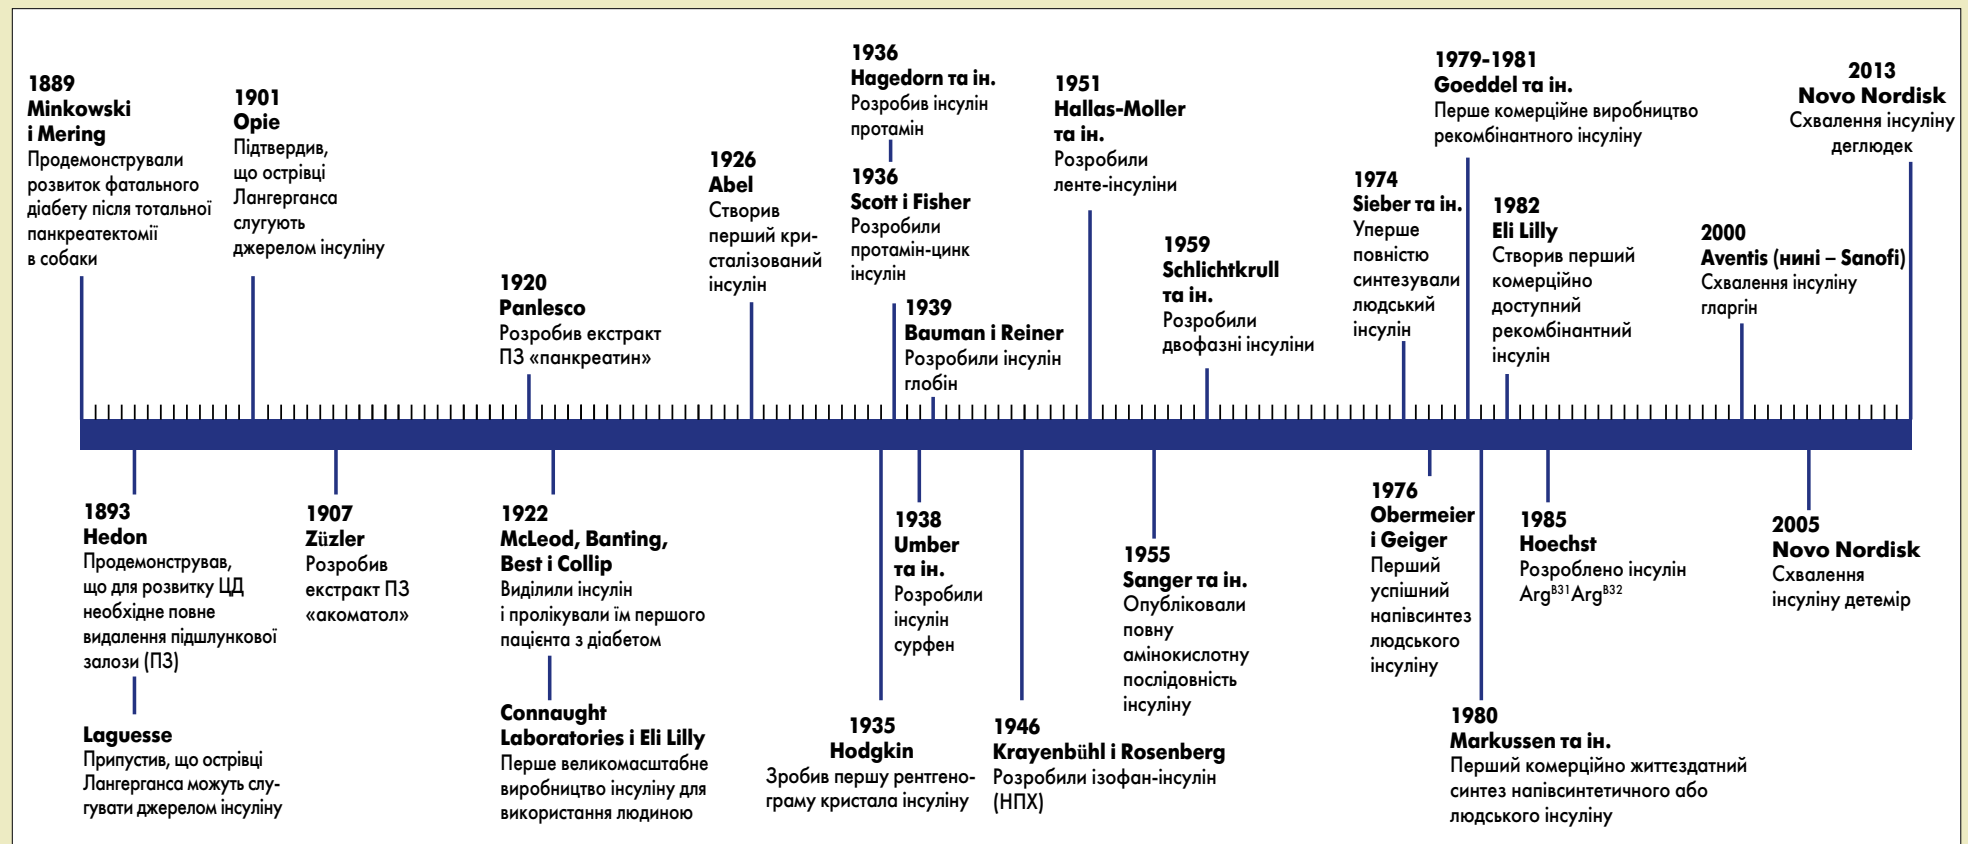 1889
Minkowski
і Mering
Продемонстрували
розвиток фатального
діабету після тотальної
панкреатектомії
в собаки
1901
Opie
Підтвердив,
що острівці
Лангерганса
слугують
джерелом інсуліну
1920
Panlesco
Розробив екстракт
ПЗ «панкреатин»
1926
Abel
Створив
перший кри-
сталізований
інсулін
1936
Hagedorn та ін.
Розробив інсулін
протамін
1936
Scott і Fisher
Розробили
протамін-цинк
інсулін
1939
Bauman і Reiner
Розробили інсулін
глобін
1951
Hallas-Moller
та ін.
Розробили
ленте-інсуліни
1959
Schlichtkrull
та ін.
Розробили
двофазні інсуліни
1974
Sieber та ін.
Уперше
повністю
синтезували
людський
інсулін
1979-1981
Goeddel та ін.
Перше комерційне виробництво
рекомбінантного інсуліну
1982
Eli Lilly
Створив перший
комерційно
доступний
рекомбінантний
інсулін
2000
Aventis (нині – Sanofi)
Схвалення інсуліну
гларгін
2013
Novo Nordisk
Схвалення інсуліну
деглюдек
1893
Hedon
Продемонстрував,
що для розвитку ЦД
необхідне повне
видалення підшлункової
залози (ПЗ)
Laguesse
Припустив, що острівці
Лангерганса можуть слу-
гувати джерелом інсуліну
1907
Züzler
Розробив
екстракт ПЗ
«акоматол»
1922
McLeod, Banting,
Best і Collip
Виділили інсулін
і пролікували їм першого
пацієнта з діабетом
Connaught
Laboratories і Eli Lilly
Перше великомасштабне
виробництво інсуліну для
використання людиною
1935
Hodgkin
Зробив першу рентгено-
граму кристала інсуліну
1938
Umber
та ін.
Розробили
інсулін
сурфен
1946
Krayenbühl і Rosenberg
Розробили ізофан-інсулін
(НПХ)
1955
Sanger та ін.
Опубліковали
повну
амінокислотну
послідовність
інсуліну
1976
Obermeier
і Geiger
Перший
успішний
напівсинтез
людського
інсуліну
1980
Markussen та ін.
Перший комерційно життєздатний
синтез напівсинтетичного або
людського інсуліну
1985
Hoechst
Розроблено інсулін
Arg^B31Arg^B32
2005
Novo Nordisk
Схвалення
інсуліну детемір